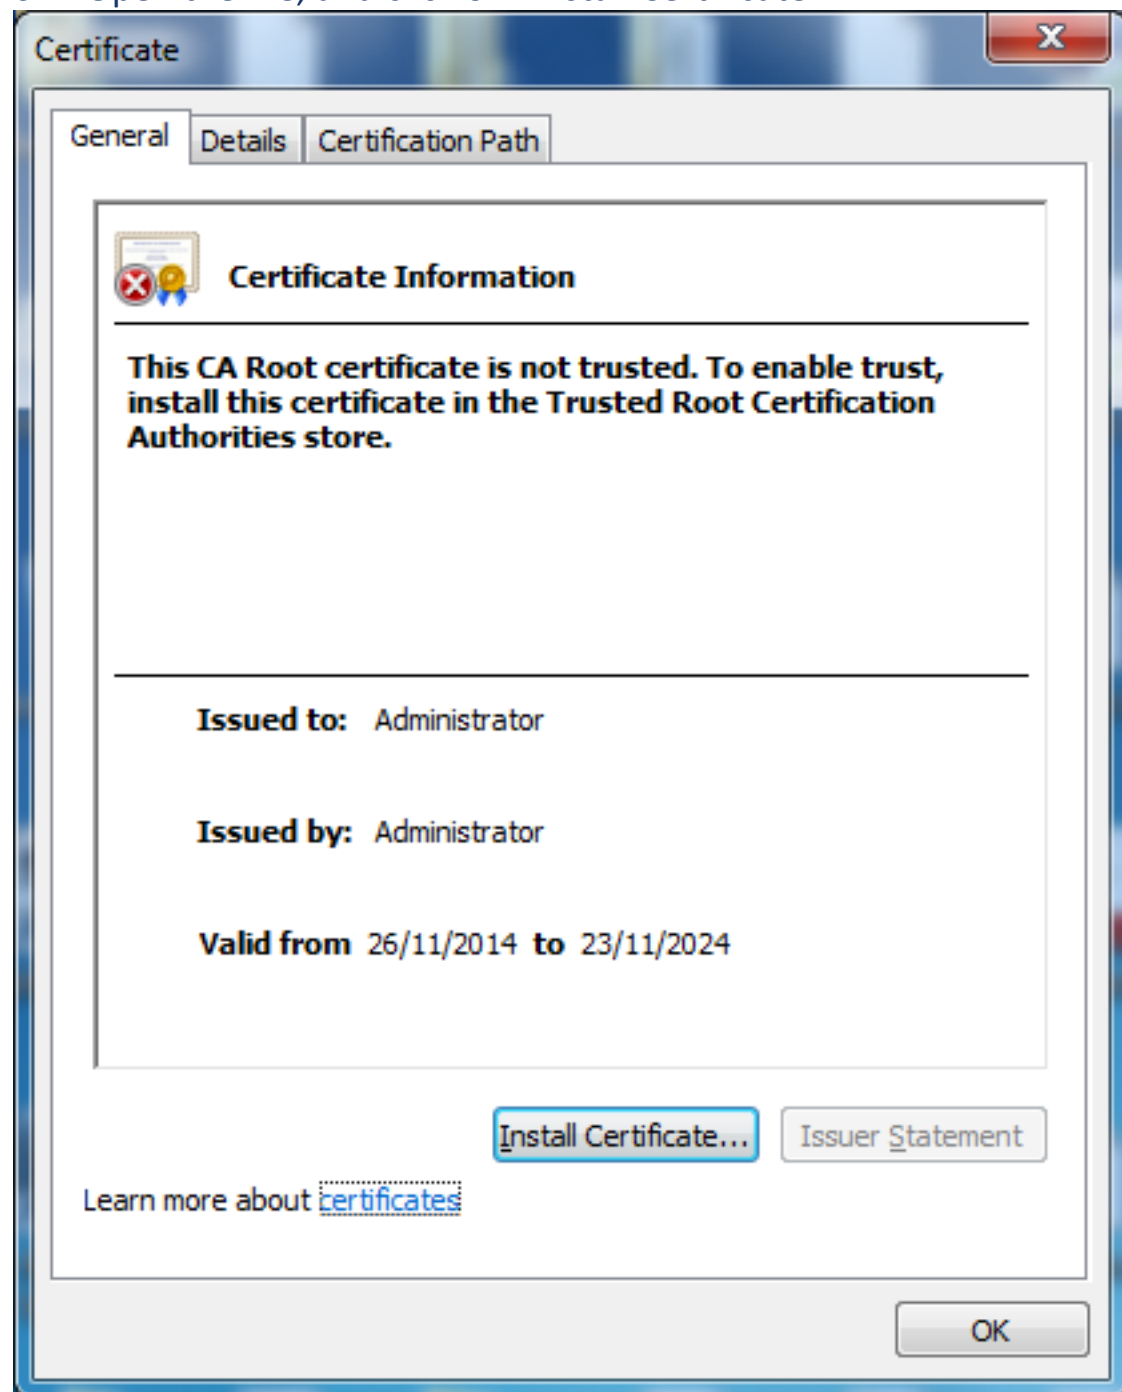 Certificate
General Details Certification Path
Certificate Information
This CA Root certificate is not trusted. To enable trust,
install this certificate in the Trusted Root Certification
Authorities store.
Issued to: Administrator
Issued by: Administrator
Valid from 26/11/2014 to 23/11/2024
Install Certificate... Issuer Statement
Learn more about certificates
OK